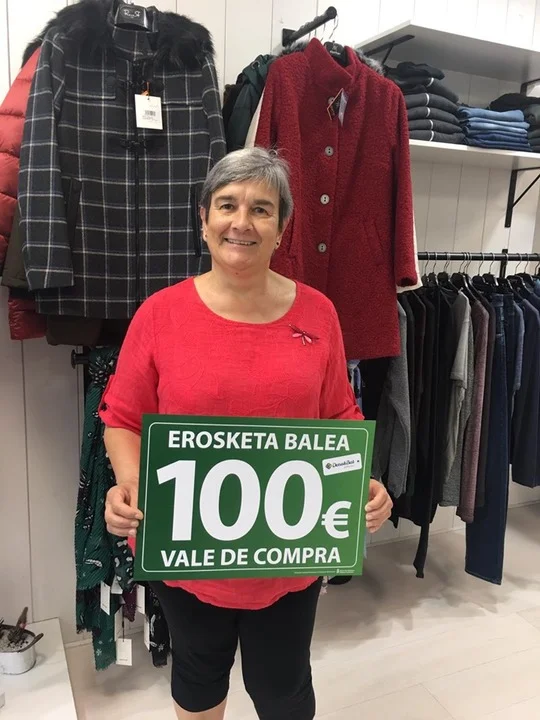 EROSKETA BALEA
100€
VALE DE COMPRA